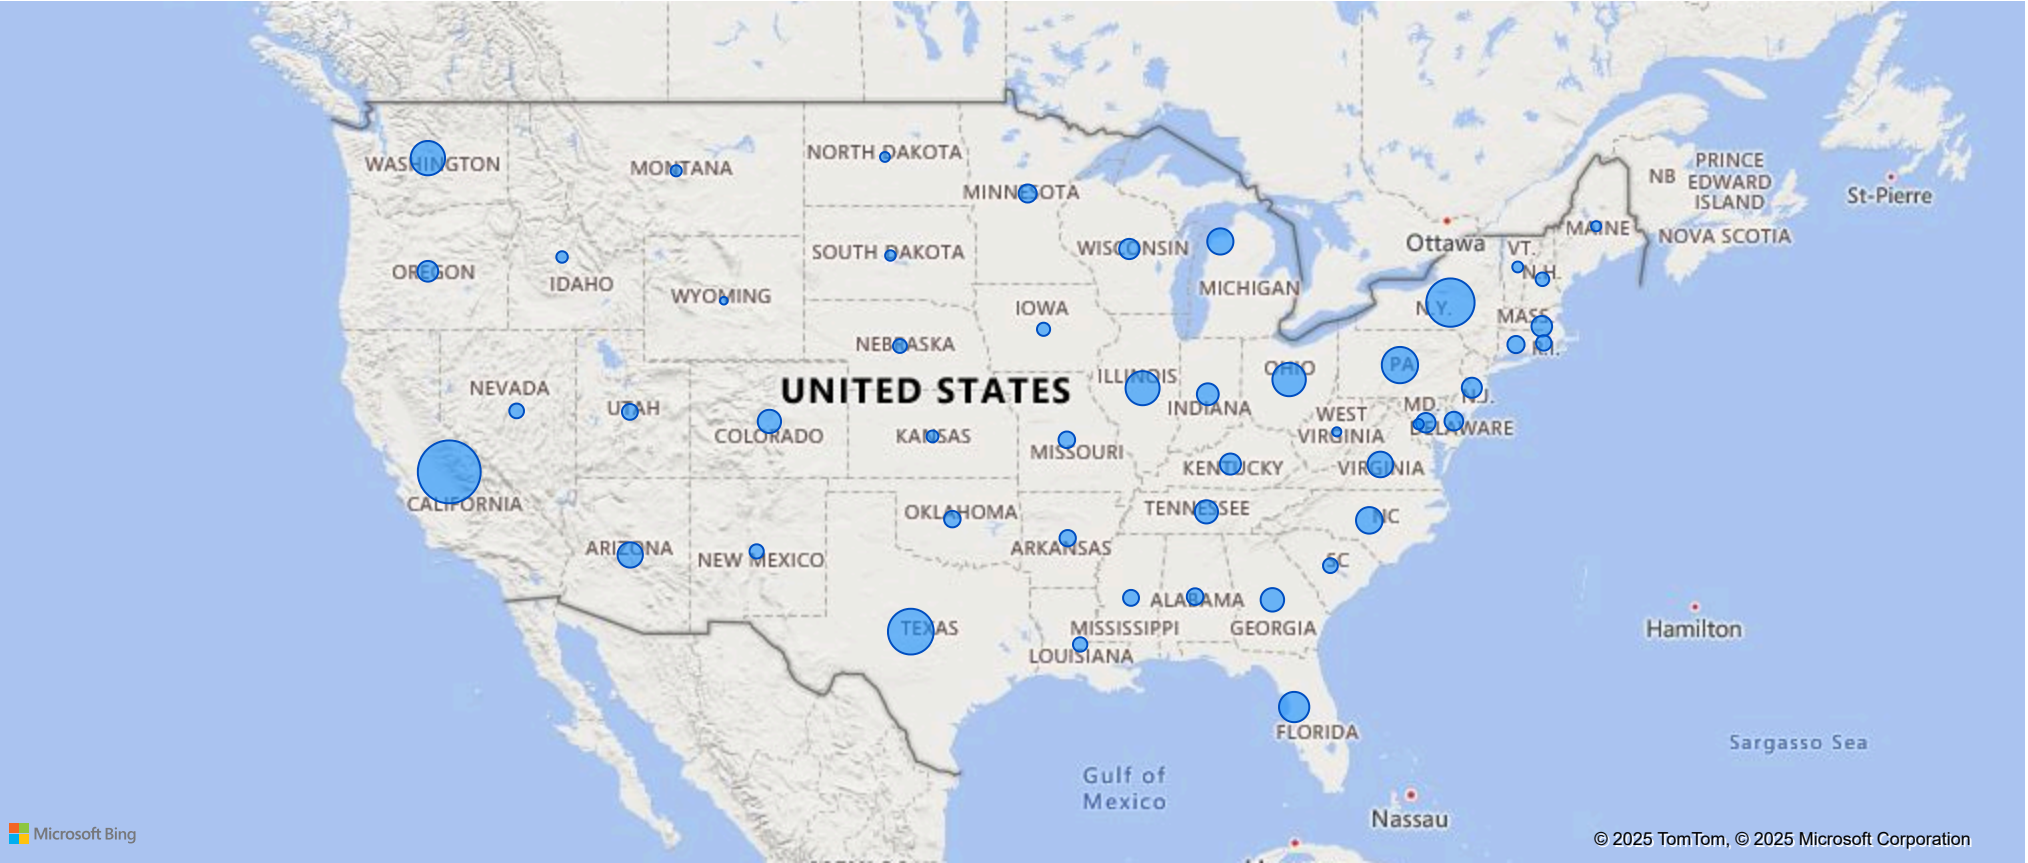 WASHINGTON
MONTANA
NORTH DAKOTA
MINNESOTA
OREGON
IDAHO
SOUTH DAKOTA
WISCONSIN
MICHIGAN
WYOMING
IOWA
NEBRASKA
NEVADA
UTAH
COLORADO
UNITED STATES
KANSAS
MISSOURI
ILLINOIS
INDIANA
OHIO
PA
N.Y.
VT.
N.H.
MAINE
MASS.
R.I.
N.J.
MD.
DELAWARE
WEST
VIRGINIA
VIRGINIA
KENTUCKY
TENNESSEE
NC
SC
CALIFORNIA
ARIZONA
NEW MEXICO
OKLAHOMA
ARKANSAS
TEXAS
LOUISIANA
MISSISSIPPI
ALABAMA
GEORGIA
FLORIDA
Ottawa
NB
PRINCE
EDWARD
ISLAND
NOVA SCOTIA
St-Pierre
Hamilton
Sargasso Sea
Gulf of
Mexico
Nassau
Microsoft Bing
© 2025 TomTom, © 2025 Microsoft Corporation